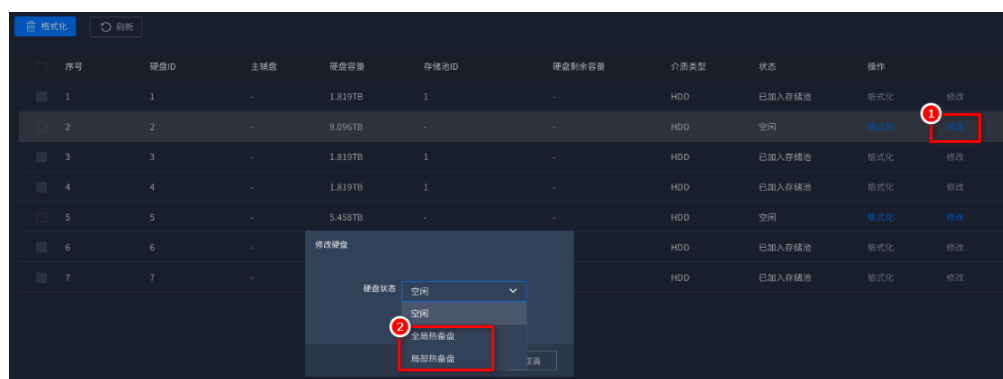 格式化 刷新
序号 硬盘ID 主辅盘 硬盘容量 存储池ID 硬盘剩余容量 介质类型 状态 操作
1 1 - 1.819TB 1 - HDD 已加入存储池 格式化 修改
2 2 - 9.096TB - - HDD 空闲 格式化 修改
1
3 3 - 1.819TB 1 - HDD 已加入存储池 格式化 修改
4 4 - 1.819TB 1 - HDD 已加入存储池 格式化 修改
5 5 - 5.458TB - - HDD 空闲 格式化 修改
6 6 - HDD 已加入存储池 格式化 修改
7 7 - HDD 已加入存储池 格式化 修改
修改硬盘
硬盘状态 空闲
空闲
2
全局热备盘
局部热备盘
取消